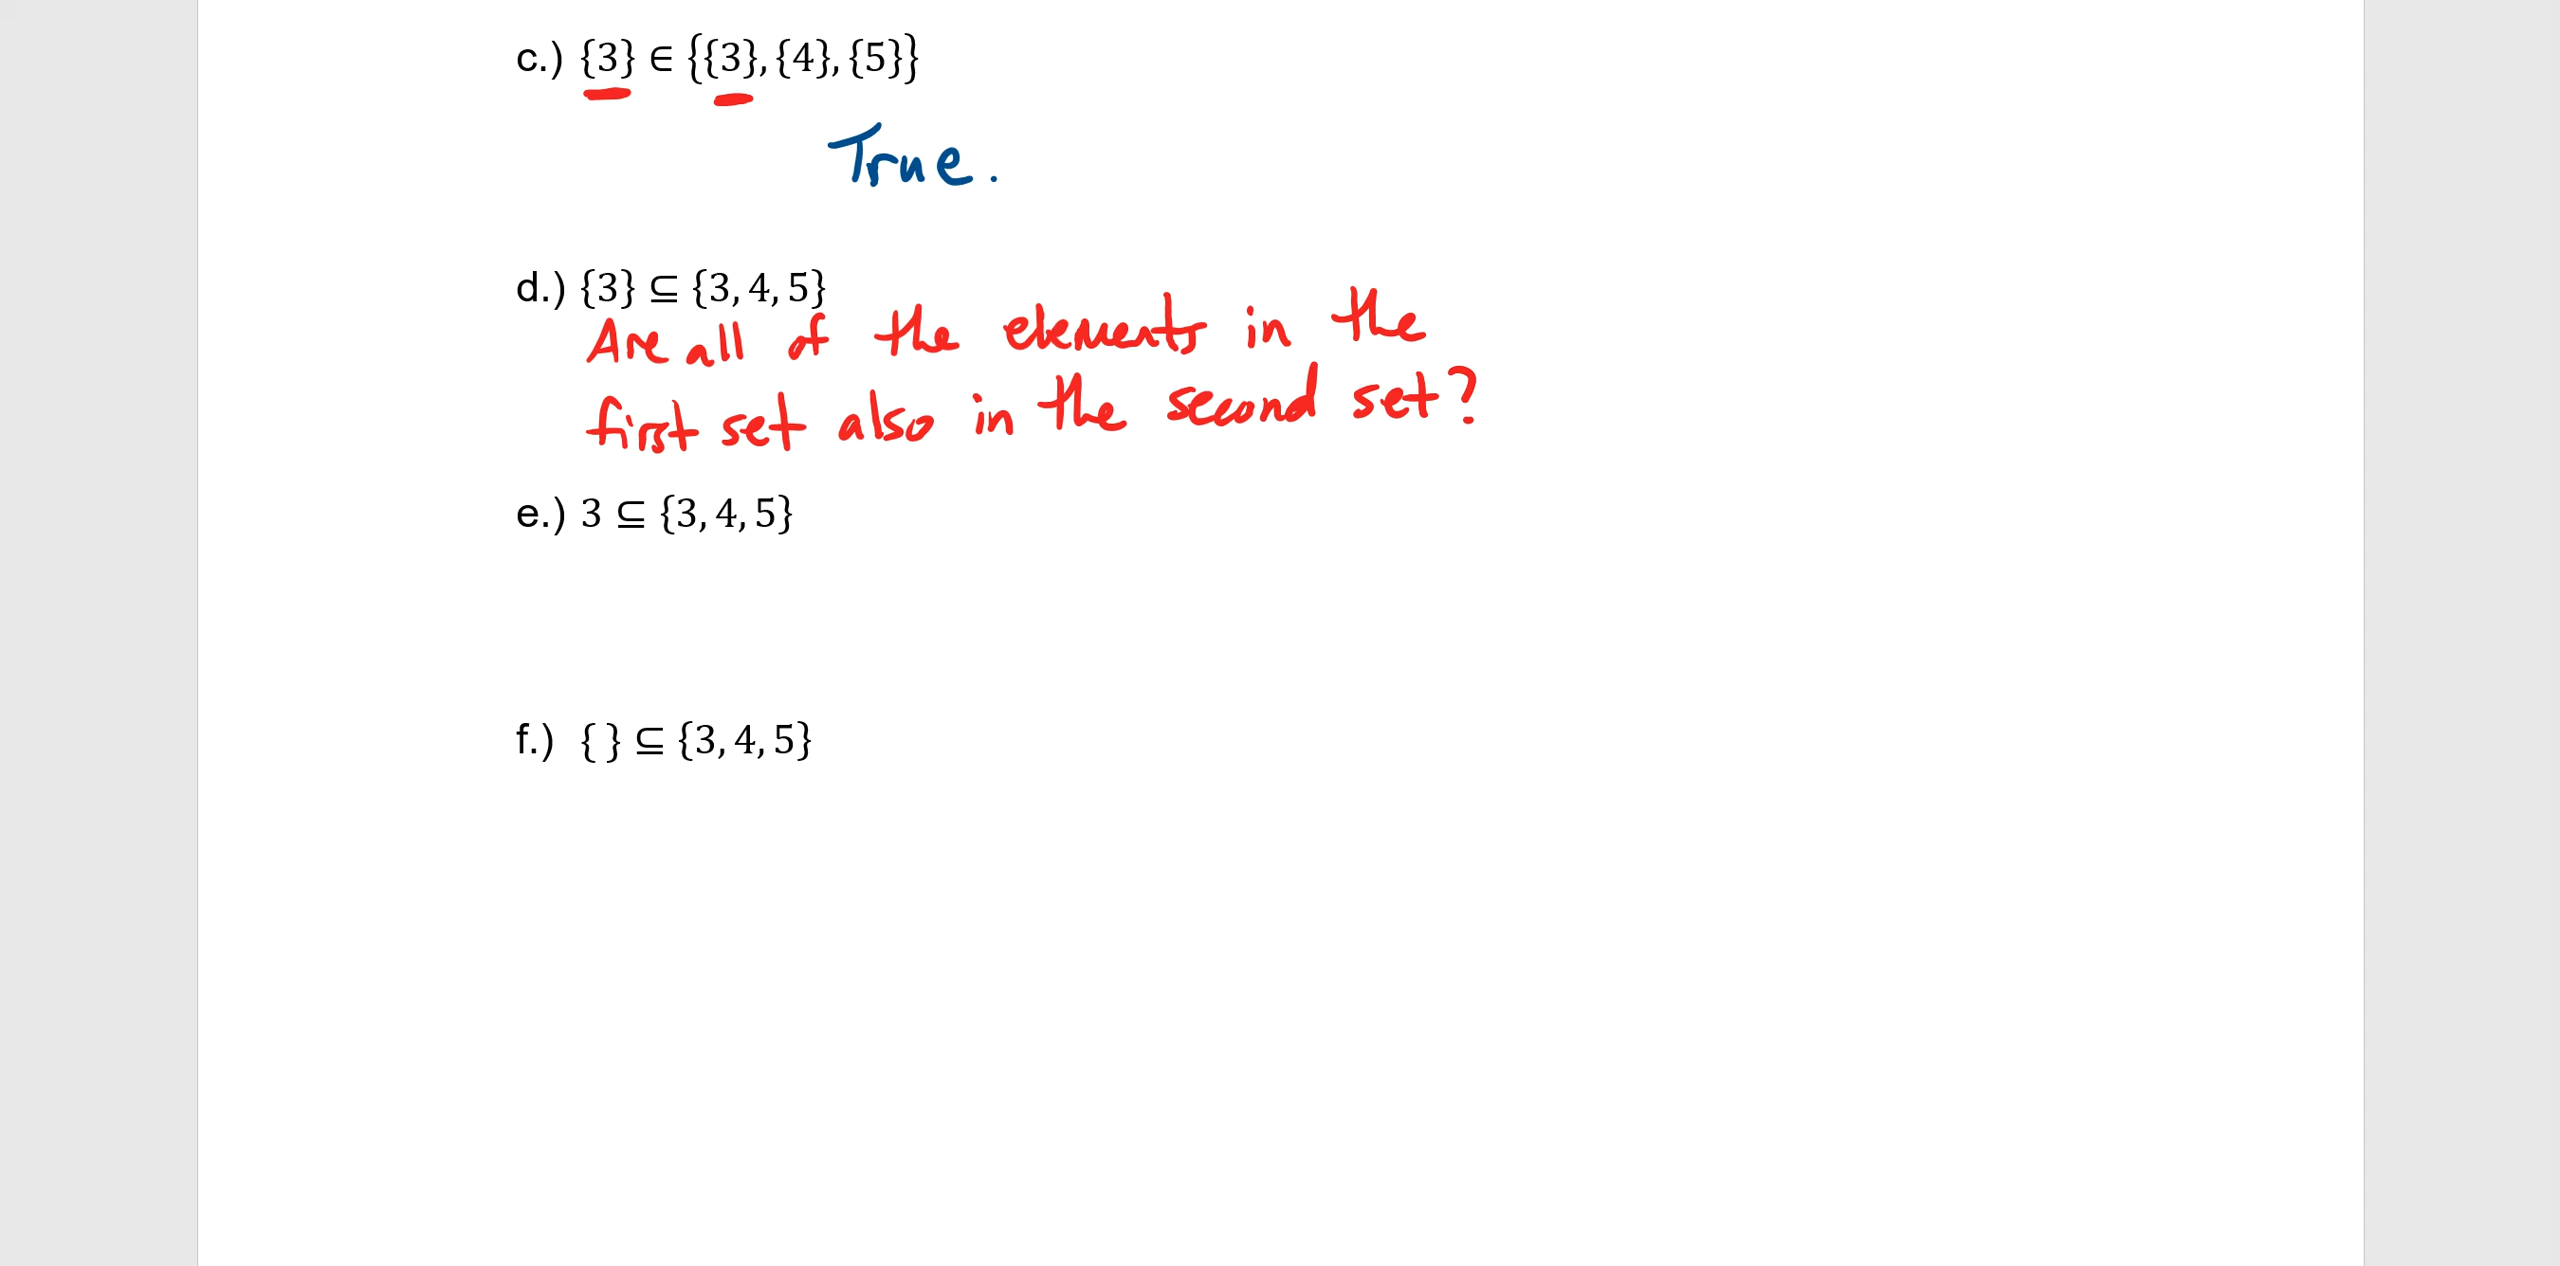 c.) {3} ∈ {{3}, {4}, {5}}
True.
d.) {3} ⊆ {3, 4, 5}
Are all of the elements in the
first set also in the second set?
e.) 3 ⊆ {3, 4, 5}
f.) { } ⊆ {3, 4, 5}